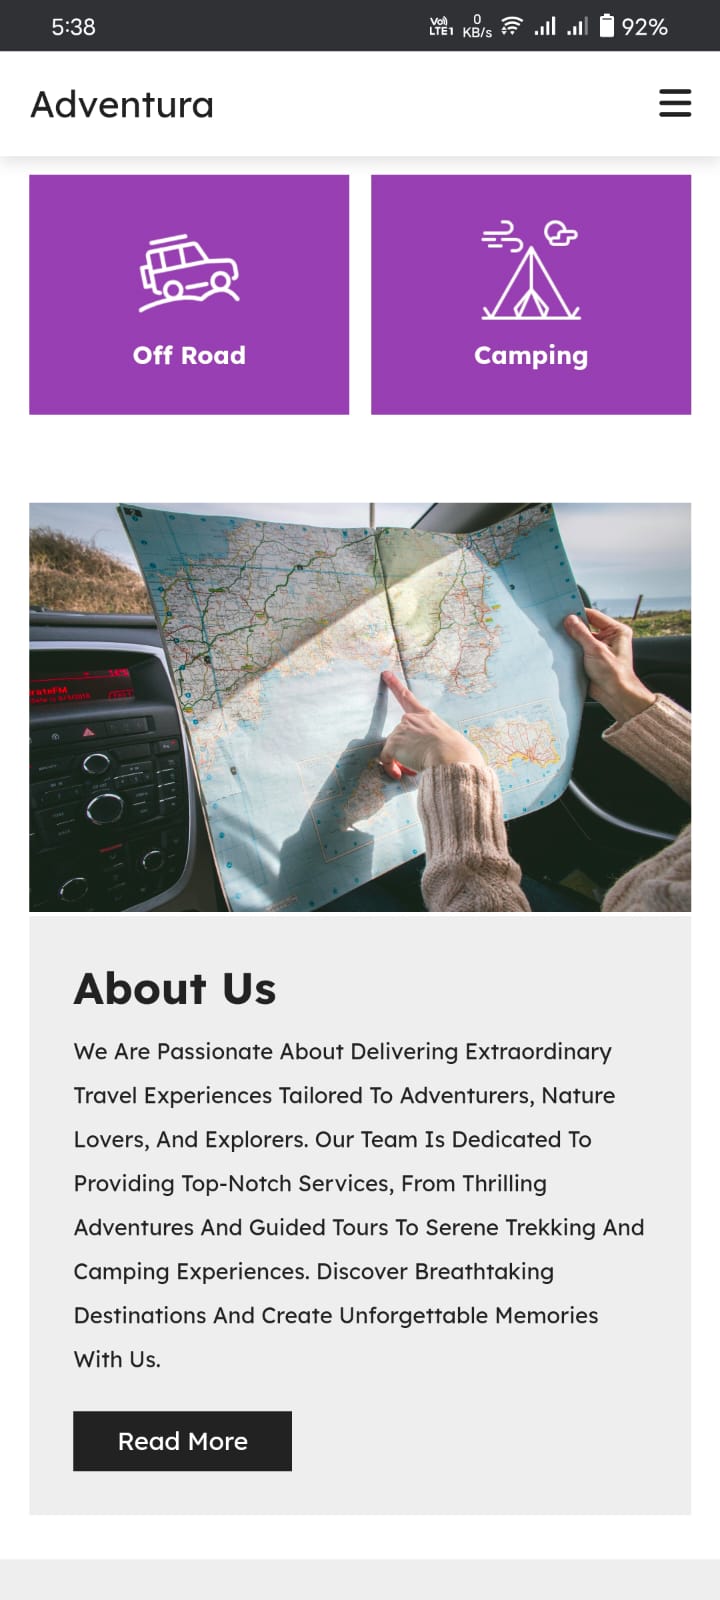 5:38
Vo) LTE1 0 KB/s 92%
Adventura
Off Road
Camping
About Us
We Are Passionate About Delivering Extraordinary
Travel Experiences Tailored To Adventurers, Nature
Lovers, And Explorers. Our Team Is Dedicated To
Providing Top-Notch Services, From Thrilling
Adventures And Guided Tours To Serene Trekking And
Camping Experiences. Discover Breathtaking
Destinations And Create Unforgettable Memories
With Us.
Read More